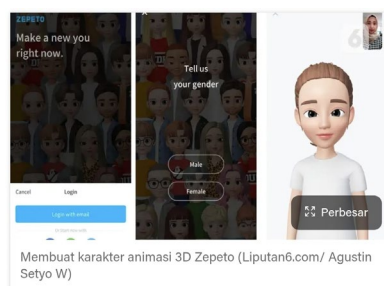 ZEPETO
Make a new you
right now.
Cancel
Login
Login with email
Tell us
your gender
Male
Female
6
Perbesar
Membuat karakter animasi 3D Zepeto (Liputan6.com/ Agustin
Setyo W)